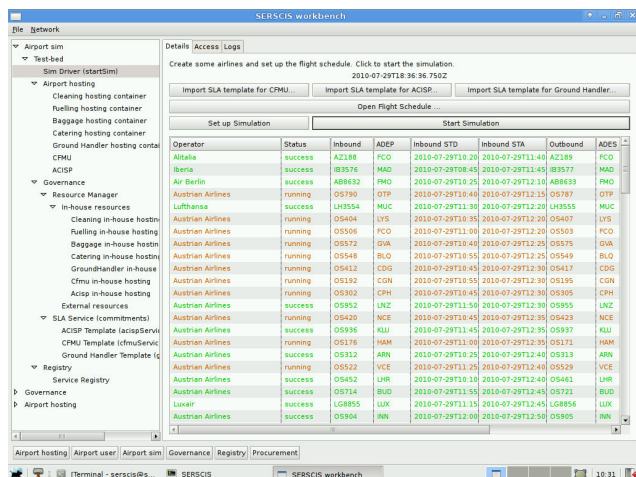 SERSCIS workbench
File Network
Airport sim
Test-bed
Sim Driver (startSim)
Airport hosting
Cleaning hosting container
Fuelling hosting container
Baggage hosting container
Catering hosting container
Ground Handler hosting contai
CFMU
ACISP
Governance
Resource Manager
In-house resources
Cleaning in-house hostin
Fuelling in-house hosting
Baggage in-house hostin
Catering in-house hostin
GroundHandler in-house
Cfmu in-house hosting
Acisp in-house hosting
External resources
SLA Service (commitments)
ACISP Template (acispServi
CFMU Template (cfmuServic
Ground Handler Template (g
Registry
Service Registry
Governance
Airport hosting
Details Access Logs
Create some airlines and set up the flight schedule. Click to start the simulation.
2010-07-29T18:36:36.750Z
Import SLA template for CFMU... Import SLA template for ACISP... Import SLA template for Ground Handler...
Open Flight Schedule ...
Set up Simulation Start Simulation
Operator Status Inbound ADEP Inbound STD Inbound STA Outbound ADES
Alitalia success AZ188 FCO 2010-07-29T10:20 2010-07-29T11:40 AZ189 FCO
Iberia success IB3576 MAD 2010-07-29T08:45 2010-07-29T11:45 IB3577 MAD
Air Berlin success AB8632 FMO 2010-07-29T10:25 2010-07-29T12:10 AB8633 FMO
Austrian Airlines running OS790 OTP 2010-07-29T10:40 2010-07-29T12:15 OS787 OTP
Lufthansa success LH3554 MUC 2010-07-29T11:30 2010-07-29T12:20 LH3555 MUC
Austrian Airlines running OS404 LYS 2010-07-29T10:35 2010-07-29T12:20 OS407 LYS
Austrian Airlines running OS506 FCO 2010-07-29T11:00 2010-07-29T12:20 OS503 FCO
Austrian Airlines running OS572 GVA 2010-07-29T10:40 2010-07-29T12:25 OS575 GVA
Austrian Airlines running OS548 BLQ 2010-07-29T10:55 2010-07-29T12:25 OS549 BLQ
Austrian Airlines running OS412 CDG 2010-07-29T10:45 2010-07-29T12:30 OS417 CDG
Austrian Airlines running OS192 CGN 2010-07-29T10:55 2010-07-29T12:30 OS195 CGN
Austrian Airlines running OS302 CPH 2010-07-29T10:45 2010-07-29T12:30 OS305 CPH
Austrian Airlines success OS952 LNZ 2010-07-29T11:50 2010-07-29T12:30 OS955 LNZ
Austrian Airlines running OS420 NCE 2010-07-29T10:45 2010-07-29T12:35 OS423 NCE
Austrian Airlines success OS936 KLU 2010-07-29T11:45 2010-07-29T12:35 OS937 KLU
Austrian Airlines running OS176 HAM 2010-07-29T11:00 2010-07-29T12:35 OS171 HAM
Austrian Airlines success OS312 ARN 2010-07-29T10:25 2010-07-29T12:40 OS313 ARN
Austrian Airlines running OS522 VCE 2010-07-29T11:25 2010-07-29T12:40 OS529 VCE
Austrian Airlines success OS452 LHR 2010-07-29T10:10 2010-07-29T12:40 OS461 LHR
Austrian Airlines success OS714 BUD 2010-07-29T11:55 2010-07-29T12:45 OS721 BUD
Luxair success LG8855 LUX 2010-07-29T11:15 2010-07-29T12:45 LG8856 LUX
Austrian Airlines success OS904 INN 2010-07-29T12:00 2010-07-29T12:50 OS905 INN
Airport hosting Airport user Airport sim Governance Registry Procurement
[Terminal - serscis@s... SERSCIS SERSCIS workbench 10:31